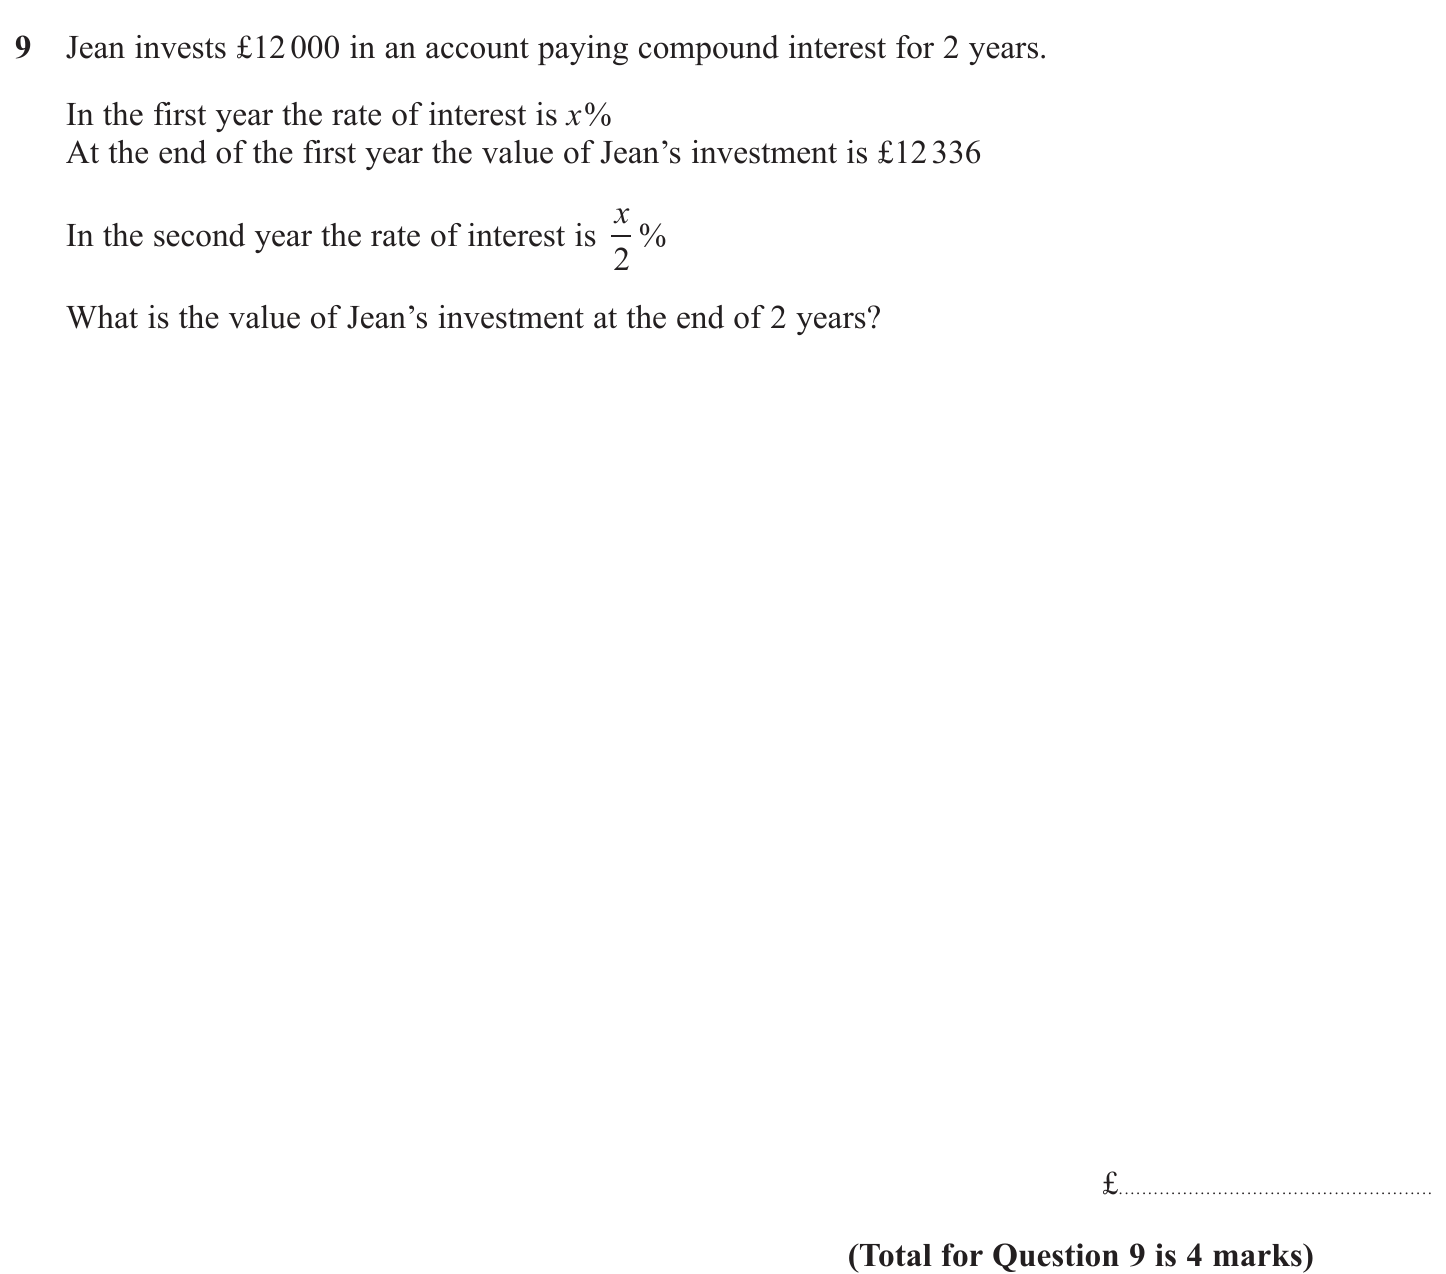 9 Jean invests £12 000 in an account paying compound interest for 2 years.
In the first year the rate of interest is x%
At the end of the first year the value of Jean’s investment is £12 336
In the second year the rate of interest is x/2 %
What is the value of Jean’s investment at the end of 2 years?
£......................................................
(Total for Question 9 is 4 marks)